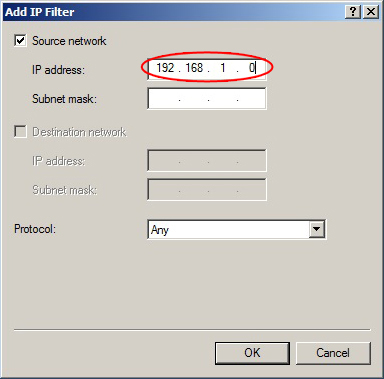 Add IP Filter
Source network
IP address:
192 . 168 . 1 . 0
Subnet mask:
. . .
Destination network
IP address:
. . .
Subnet mask:
. . .
Protocol:
Any
OK
Cancel